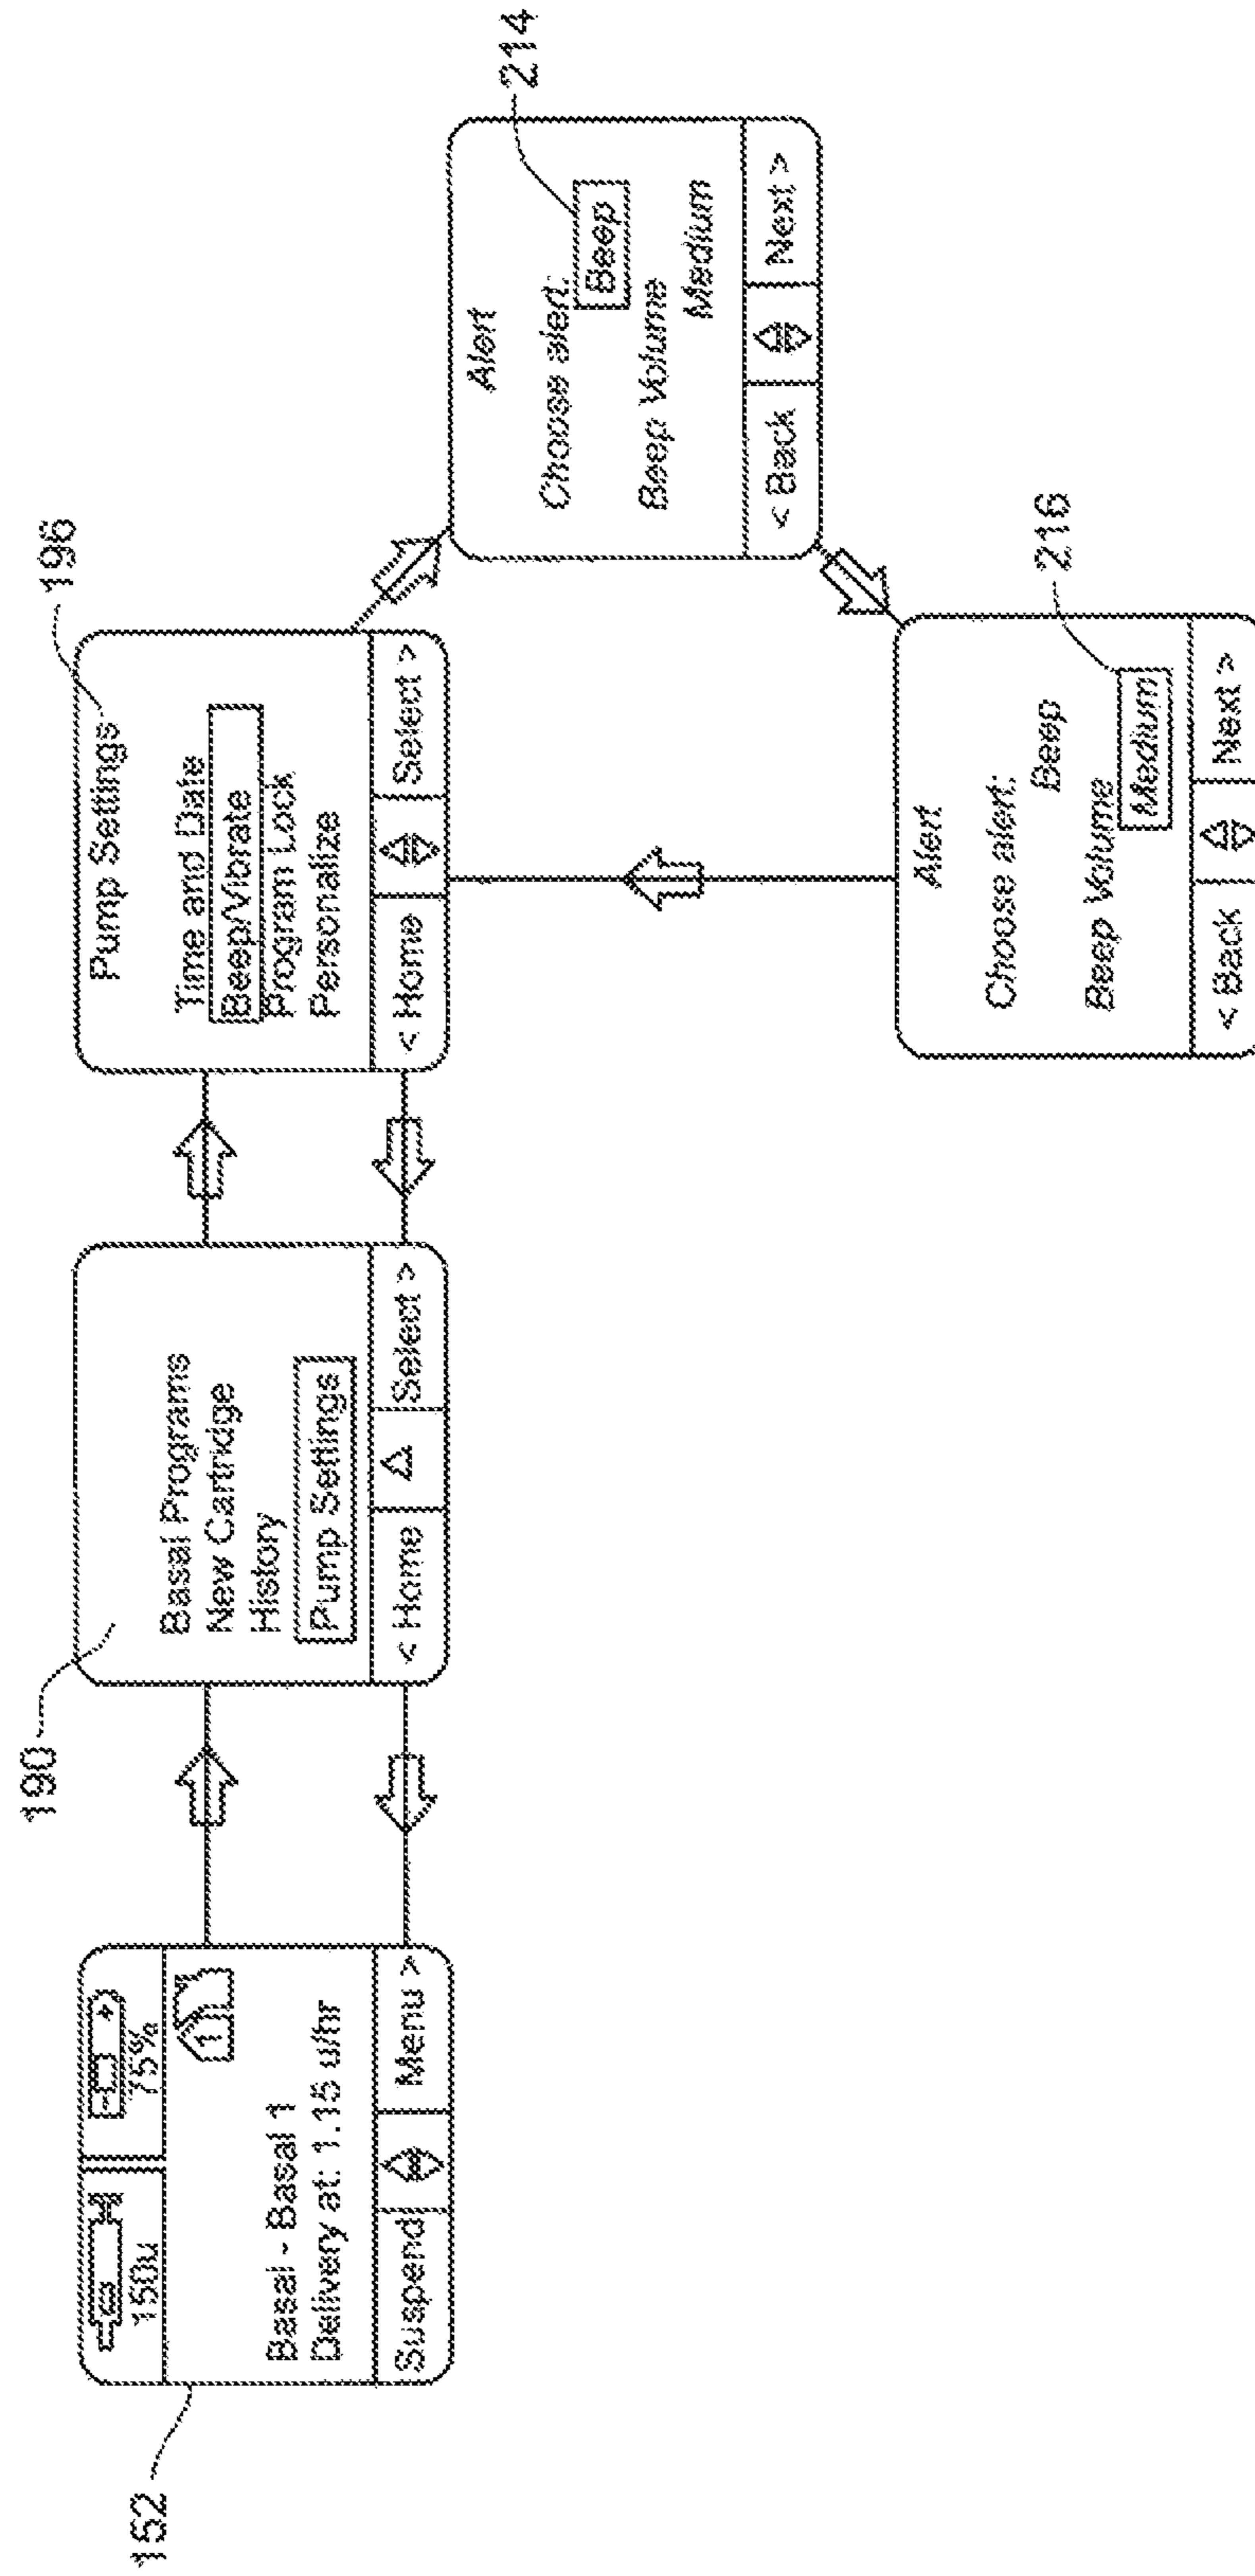 152
150u 75%
1
Basal - Basal 1
Delivery at: 1.15 u/hr
Suspend Menu >
190
Basal Programs
New Cartridge
History
Pump Settings
< Home Select >
196
Pump Settings
Time and Date
Beep/Vibrate
Program Lock
Personalize
< Home Select >
214
Alert
Choose alert:
Beep
Beep Volume
Medium
< Back Next >
216
Alert
Choose alert:
Beep
Beep Volume
Medium
< Back Next >